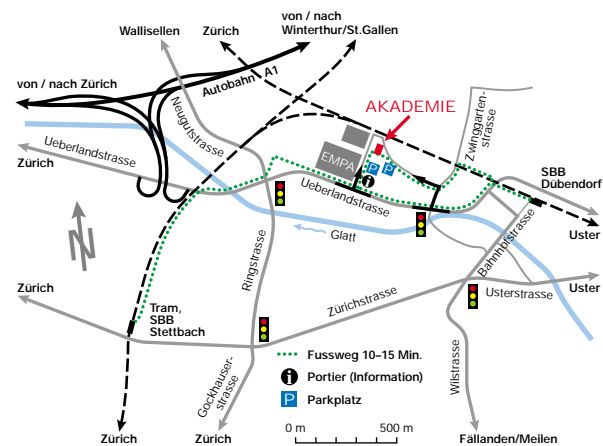 von / nach
Winterthur/St.Gallen
Zürich
Wallisellen
von / nach Zürich
Autobahn A1
Neugutstrasse
AKADEMIE
Zwinggarten-
strasse
EMPA
P P
i
Ueberlandstrasse
Zürich
Ueberlandstrasse
SBB
Dübendorf
Uster
N
Glatt
Ringstrasse
Bahnhofstrasse
Zürich
Zürichstrasse
Usterstrasse
Uster
Tram,
SBB
Stettbach
Gockhauser-
strasse
Wilstrasse
Fussweg 10–15 Min.
i Portier (Information)
P Parkplatz
0 m 500 m
Zürich
Zürich
Fällanden/Meilen